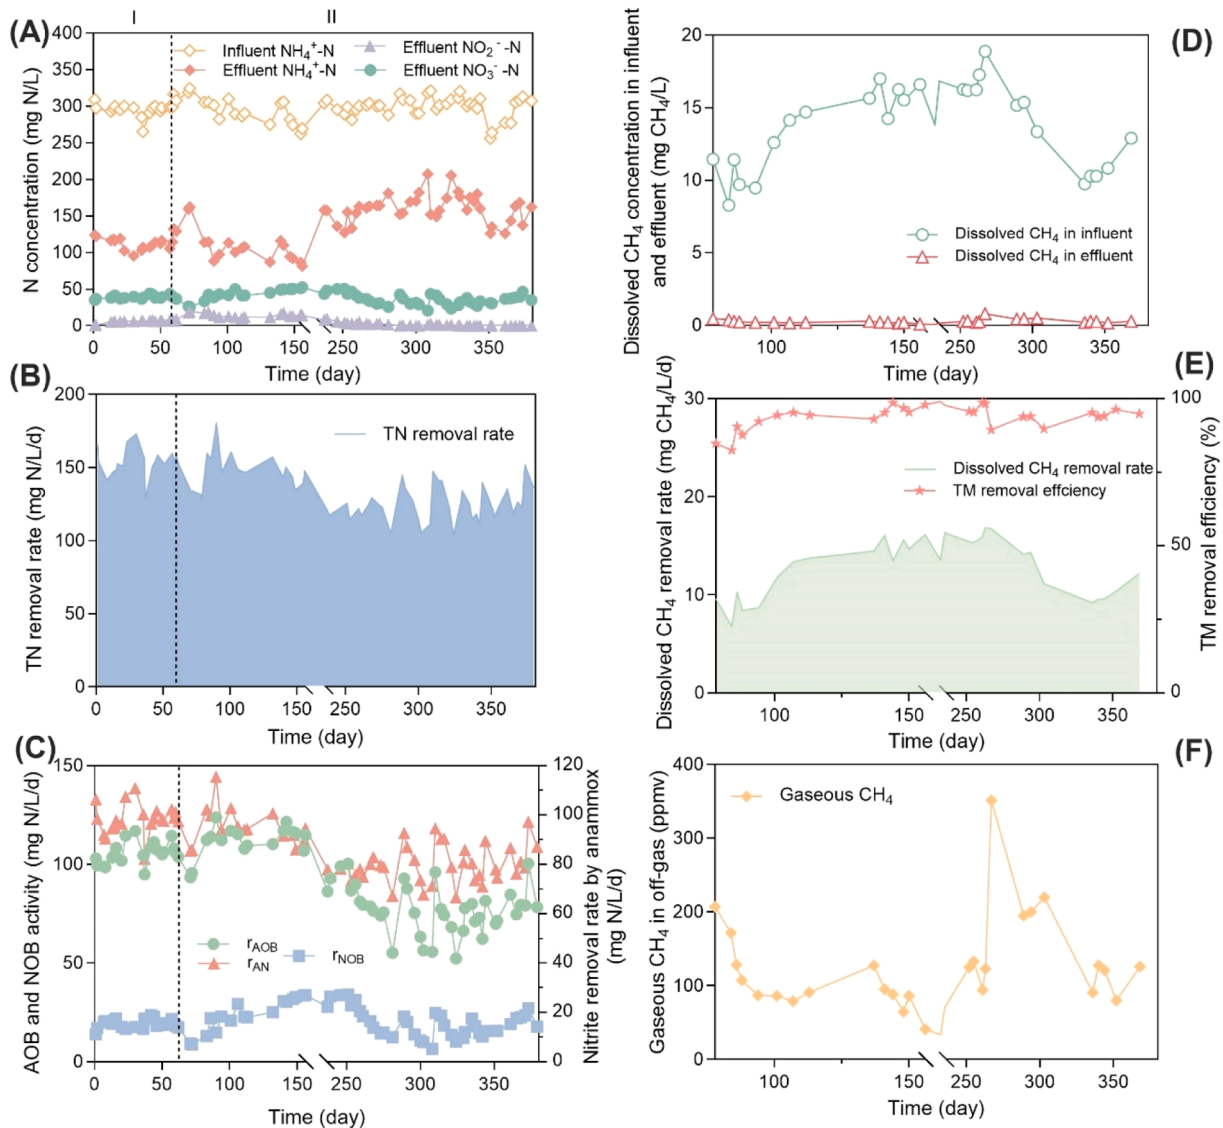 (A)
I
II
N concentration (mg N/L)
400
350
300
250
200
150
100
50
0
Influent NH₄⁺-N
Effluent NH₄⁺-N
Effluent NO₂⁻-N
Effluent NO₃⁻-N
0
50
100
150
250
300
350
Time (day)
(B)
TN removal rate (mg N/L/d)
200
150
100
50
0
TN removal rate
0
50
100
150
250
300
350
Time (day)
(C)
AOB and NOB activity (mg N/L/d)
150
100
50
0
r_AOB
r_AN
r_NOB
120
100
80
60
40
20
0
Nitrite removal rate by anammox
(mg N/L/d)
0
50
100
150
250
300
350
Time (day)
(D)
Dissolved CH₄ concentration in influent
and effluent (mg CH₄/L)
20
15
10
5
0
Dissolved CH₄ in influent
Dissolved CH₄ in effluent
100
150
250
300
350
Time (day)
(E)
Dissolved CH₄ removal rate (mg CH₄/L/d)
30
20
10
0
Dissolved CH₄ removal rate
TM removal effciency
100
50
0
TM removal efficiency (%)
100
150
250
300
350
Time (day)
(F)
Gaseous CH₄ in off-gas (ppmv)
400
300
200
100
0
Gaseous CH₄
100
150
250
300
350
Time (day)